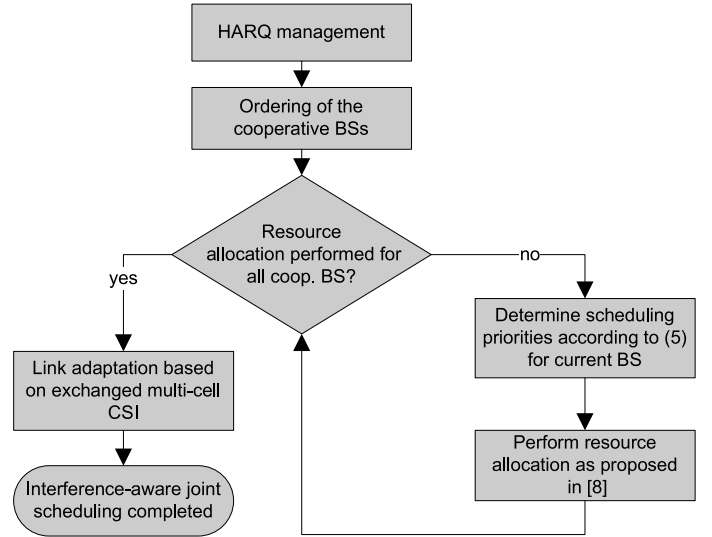 HARQ management
Ordering of the
cooperative BSs
Resource
allocation performed for
all coop. BS?
yes
no
Determine scheduling
priorities according to (5)
for current BS
Link adaptation based
on exchanged multi-cell
CSI
Perform resource
allocation as proposed
in [8]
Interference-aware joint
scheduling completed